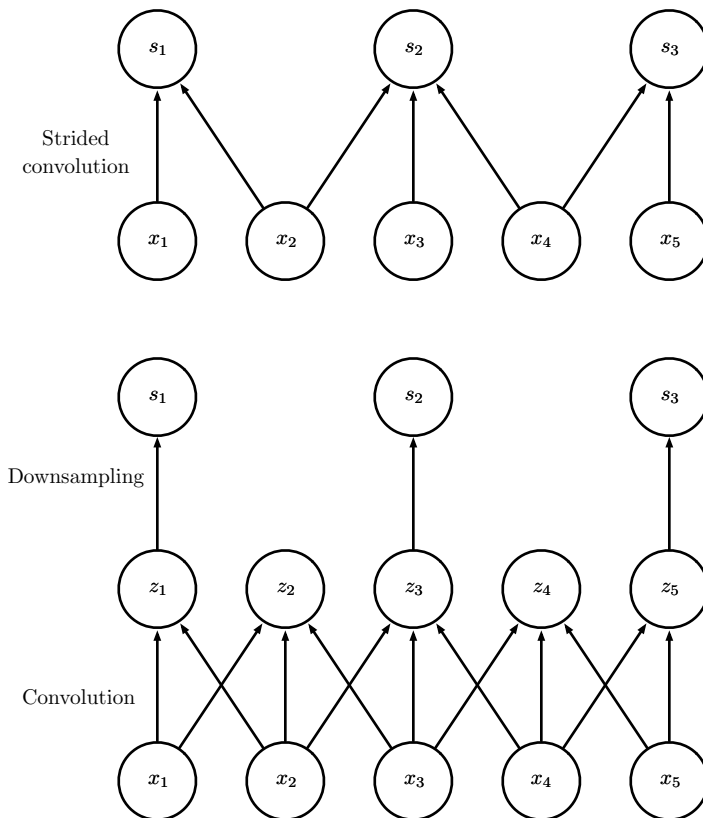 s₁ s₂ s₃
Strided
convolution
x₁ x₂ x₃ x₄ x₅
s₁ s₂ s₃
Downsampling
z₁ z₂ z₃ z₄ z₅
Convolution
x₁ x₂ x₃ x₄ x₅